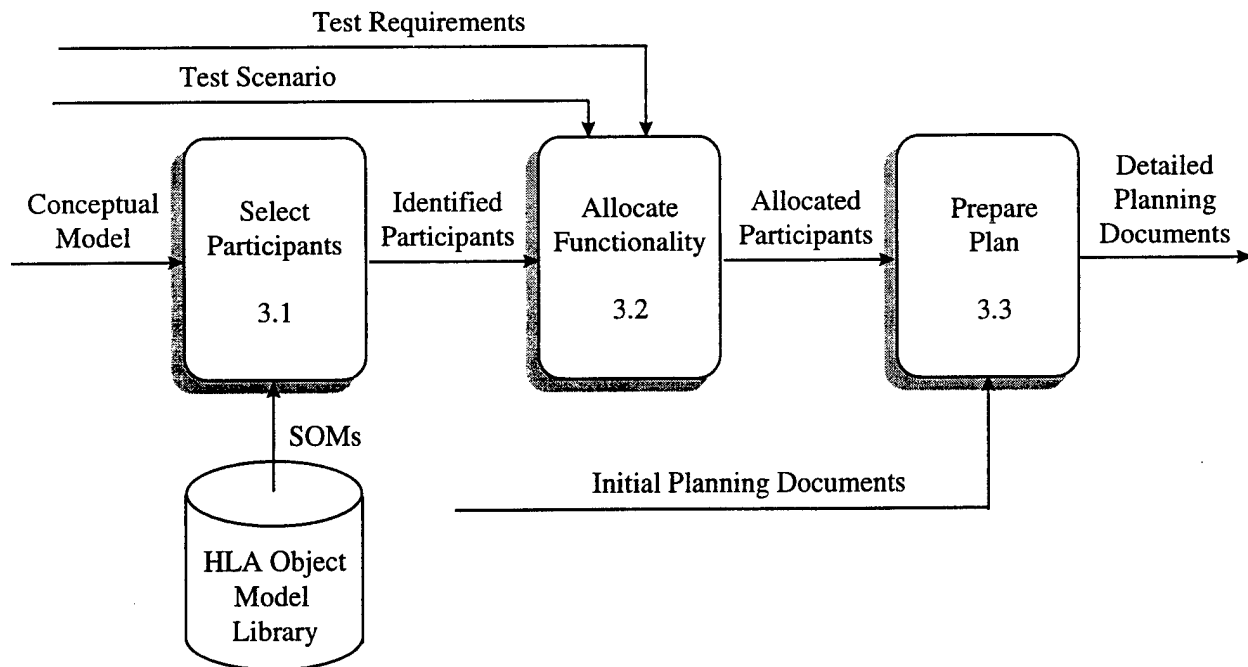 Test Requirements
Test Scenario
Conceptual
Model
Select
Participants
3.1
Identified
Participants
Allocate
Functionality
3.2
Allocated
Participants
Prepare
Plan
3.3
Detailed
Planning
Documents
SOMs
HLA Object
Model
Library
Initial Planning Documents